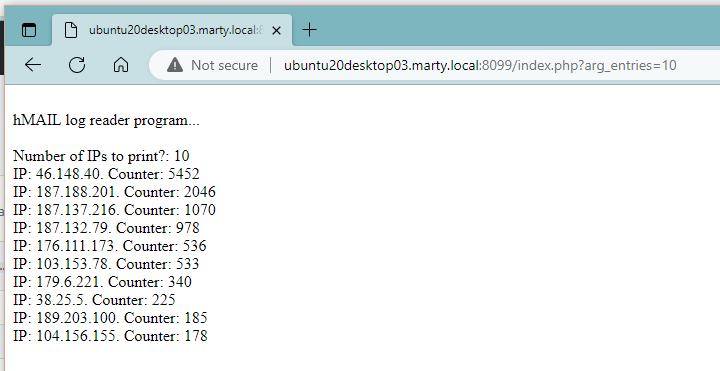 ubuntu20desktop03.marty.local:8
Not secure
ubuntu20desktop03.marty.local:8099/index.php?arg_entries=10
hMAIL log reader program...
Number of IPs to print?: 10
IP: 46.148.40. Counter: 5452
IP: 187.188.201. Counter: 2046
IP: 187.137.216. Counter: 1070
IP: 187.132.79. Counter: 978
IP: 176.111.173. Counter: 536
IP: 103.153.78. Counter: 533
IP: 179.6.221. Counter: 340
IP: 38.25.5. Counter: 225
IP: 189.203.100. Counter: 185
IP: 104.156.155. Counter: 178